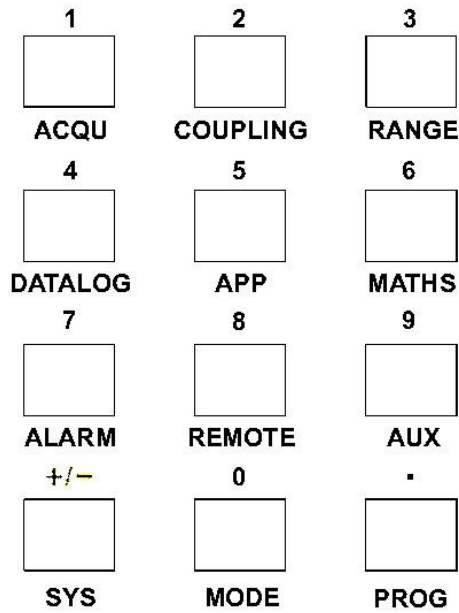 1 2 3
ACQU COUPLING RANGE
4 5 6
DATALOG APP MATHS
7 8 9
ALARM REMOTE AUX
+/- 0 .
SYS MODE PROG